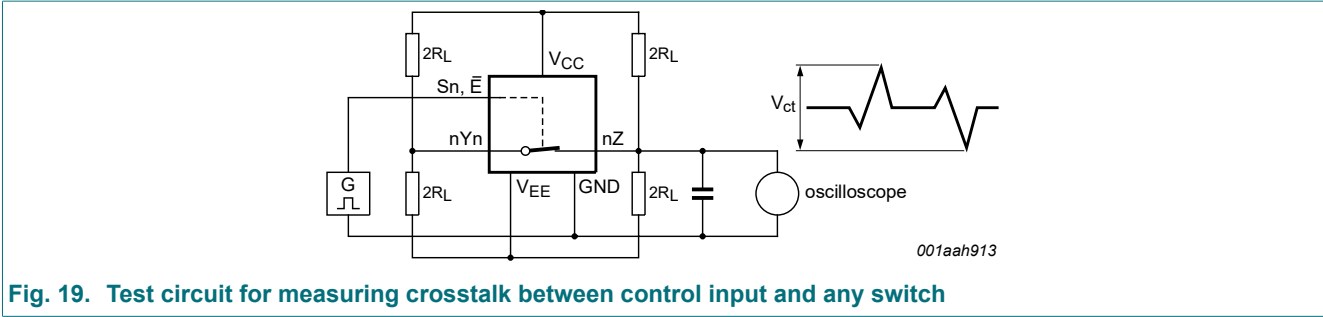 2RL
VCC
2RL
Sn, E̅
Vct
nYn
nZ
G
2RL
VEE
GND
2RL
oscilloscope
001aah913
Fig. 19. Test circuit for measuring crosstalk between control input and any switch